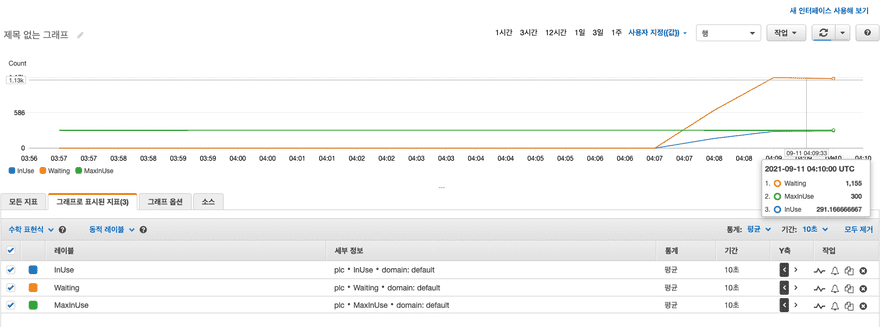 새 인터페이스 사용해 보기
제목 없는 그래프
1시간 3시간 12시간 1일 3일 1주 사용자 지정((값)) 행 작업
Count
1.13k
586
0
03:56 03:57 03:57 03:58 03:58 03:59 03:59 04:00 04:00 04:01 04:01 04:02 04:02 04:03 04:03 04:04 04:04 04:05 04:05 04:06 04:06 04:07 04:07 04:08 04:08 04:09 04:10 04:10
09-11 04:09:33
InUse Waiting MaxInUse
2021-09-11 04:10:00 UTC
1. Waiting 1,155
2. MaxInUse 300
3. InUse 291.166666667
모든 지표 그래프로 표시된 지표(3) 그래프 옵션 소스
수학 표현식 동적 레이블 통계: 평균 기간: 10초 모두 제거
레이블 세부 정보 통계 기간 Y축 작업
InUse plc • InUse • domain: default 평균 10초
Waiting plc • Waiting • domain: default 평균 10초
MaxInUse plc • MaxInUse • domain: default 평균 10초